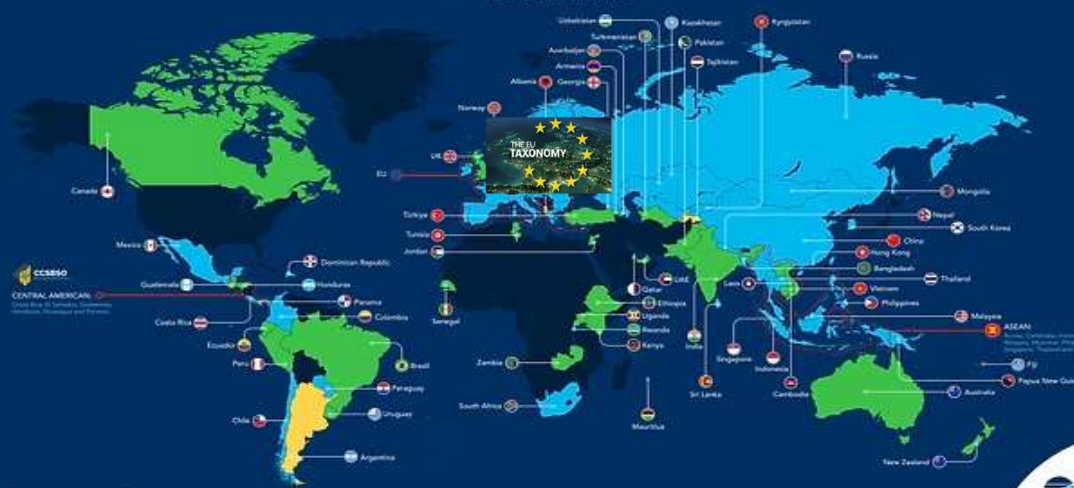 Uzbekistan
Kazakhstan
Kyrgyzstan
Turkmenistan
Pakistan
Azerbaijan
Tajikistan
Russia
Armenia
Albania
Georgia
Norway
THE EU
TAXONOMY
UK
EU
Canada
Mongolia
Türkiye
Nepal
South Korea
Tunisia
China
Mexico
Jordan
Hong Kong
Dominican Republic
Bangladesh
CCSBSO
UAE
Thailand
Guatemala
Honduras
Laos
Qatar
Vietnam
CENTRAL AMERICAN:
Panama
Ethiopia
Philippines
Costa Rica
Colombia
Senegal
Uganda
Malaysia
Rwanda
ASEAN
Ecuador
Kenya
India
Singapore
Peru
Brazil
Zambia
Indonesia
Fiji
Paraguay
Sri Lanka
Cambodia
Papua New Gu
Australia
South Africa
Uruguay
Mauritius
Chile
Argentina
New Zealand